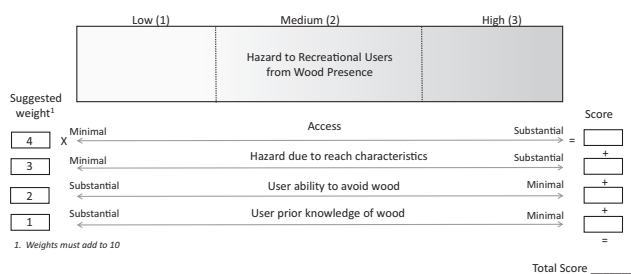 Low (1) Medium (2) High (3)
Hazard to Recreational Users
from Wood Presence
Suggested
weight1
Score
4 X Minimal Access Substantial =
+
3 Minimal Hazard due to reach characteristics Substantial
+
2 Substantial User ability to avoid wood Minimal
+
1 Substantial User prior knowledge of wood Minimal
=
1. Weights must add to 10
Total Score ______